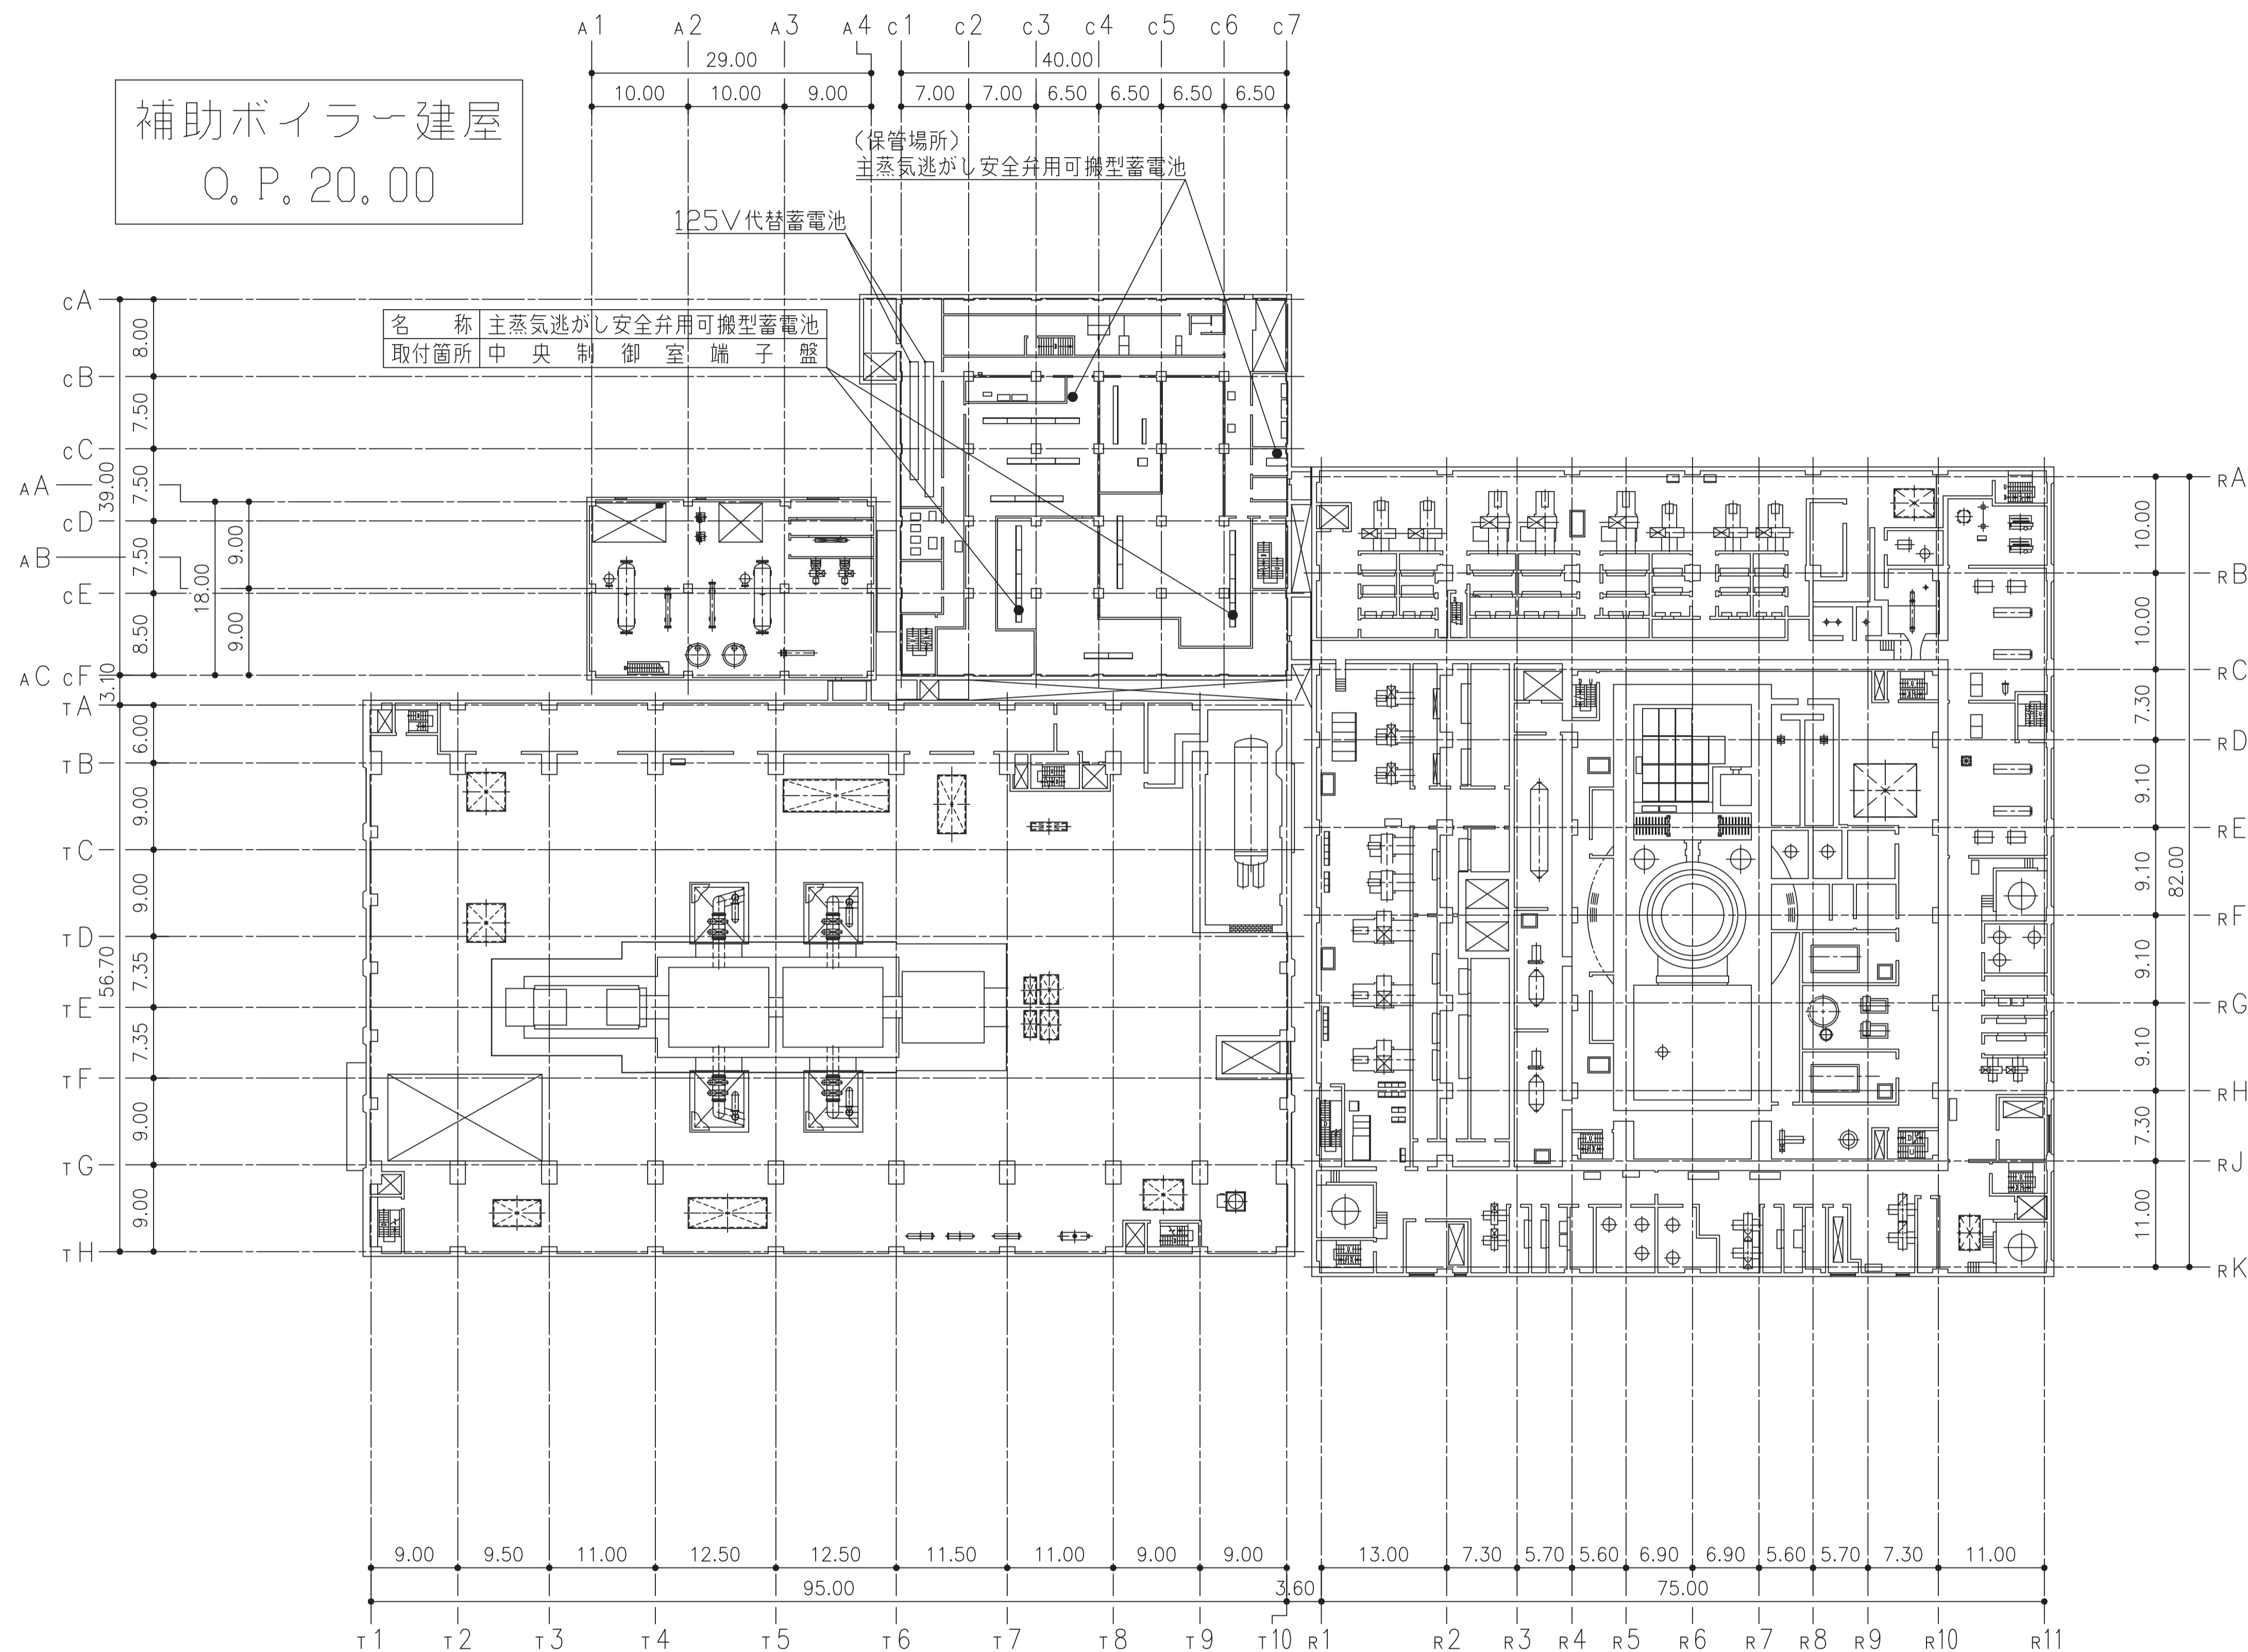 A1 A2 A3 A4 C1 C2 C3 C4 C5 C6 C7
29.00 40.00
10.00 10.00 9.00 7.00 7.00 6.50 6.50 6.50 6.50
補助ボイラー建屋
O.P.20.00
(保管場所)
主蒸気逃がし安全弁用可搬型蓄電池
125V代替蓄電池
名 称 主蒸気逃がし安全弁用可搬型蓄電池
取付箇所 中央制御室端子盤
CA
8.00
CB
7.50
CC
39.00
7.50
AA
CD
9.00
7.50
AB
18.00
CE
8.50
9.00
AC CF
3.10
TA
6.00
TB
9.00
TC
9.00
TD
56.70
7.35
TE
7.35
TF
9.00
TG
9.00
TH
RA
10.00
RB
10.00
RC
7.30
RD
9.10
RE
82.00
9.10
RF
9.10
RG
9.10
RH
7.30
RJ
11.00
RK
9.00 9.50 11.00 12.50 12.50 11.50 11.00 9.00 9.00 13.00 7.30 5.70 5.60 6.90 6.90 5.60 5.70 7.30 11.00
95.00 3.60 75.00
T1 T2 T3 T4 T5 T6 T7 T8 T9 T10 R1 R2 R3 R4 R5 R6 R7 R8 R9 R10 R11